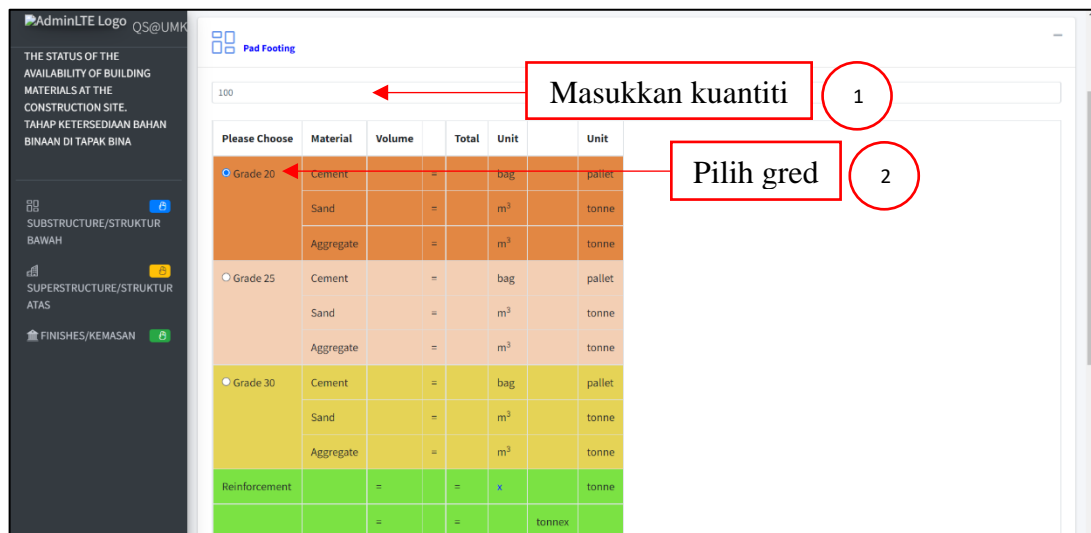 AdminLTE Logo QS@UMK
THE STATUS OF THE
AVAILABILITY OF BUILDING
MATERIALS AT THE
CONSTRUCTION SITE.
TAHAP KETERSEDIAAN BAHAN
BINAAN DI TAPAK BINA
SUBSTRUCTURE/STRUKTUR
BAWAH
SUPERSTRUCTURE/STRUKTUR
ATAS
FINISHES/KEMASAN
Pad Footing
100
Masukkan kuantiti 1
Please Choose Material Volume Total Unit Unit
Grade 20 Cement = bag pallet
Pilih gred 2
Sand = m³ tonne
Aggregate = m³ tonne
Grade 25 Cement = bag pallet
Sand = m³ tonne
Aggregate = m³ tonne
Grade 30 Cement = bag pallet
Sand = m³ tonne
Aggregate = m³ tonne
Reinforcement = = x tonne
= = tonnex